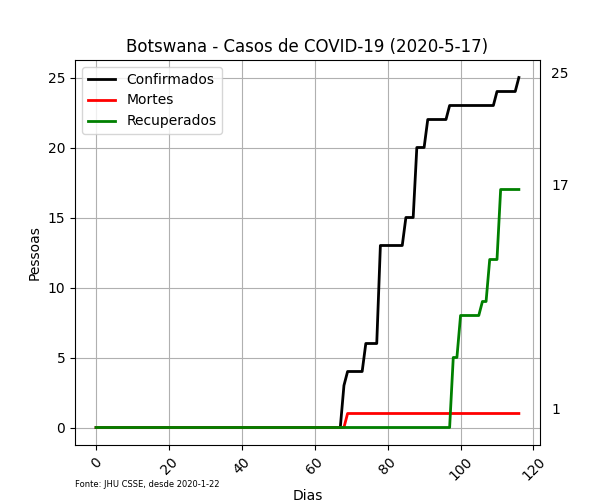 Botswana - Casos de COVID-19 (2020-5-17)
Confirmados
Mortes
Recuperados
25
20
15
10
5
0
Pessoas
25
17
1
0
20
40
60
80
100
120
Dias
Fonte: JHU CSSE, desde 2020-1-22